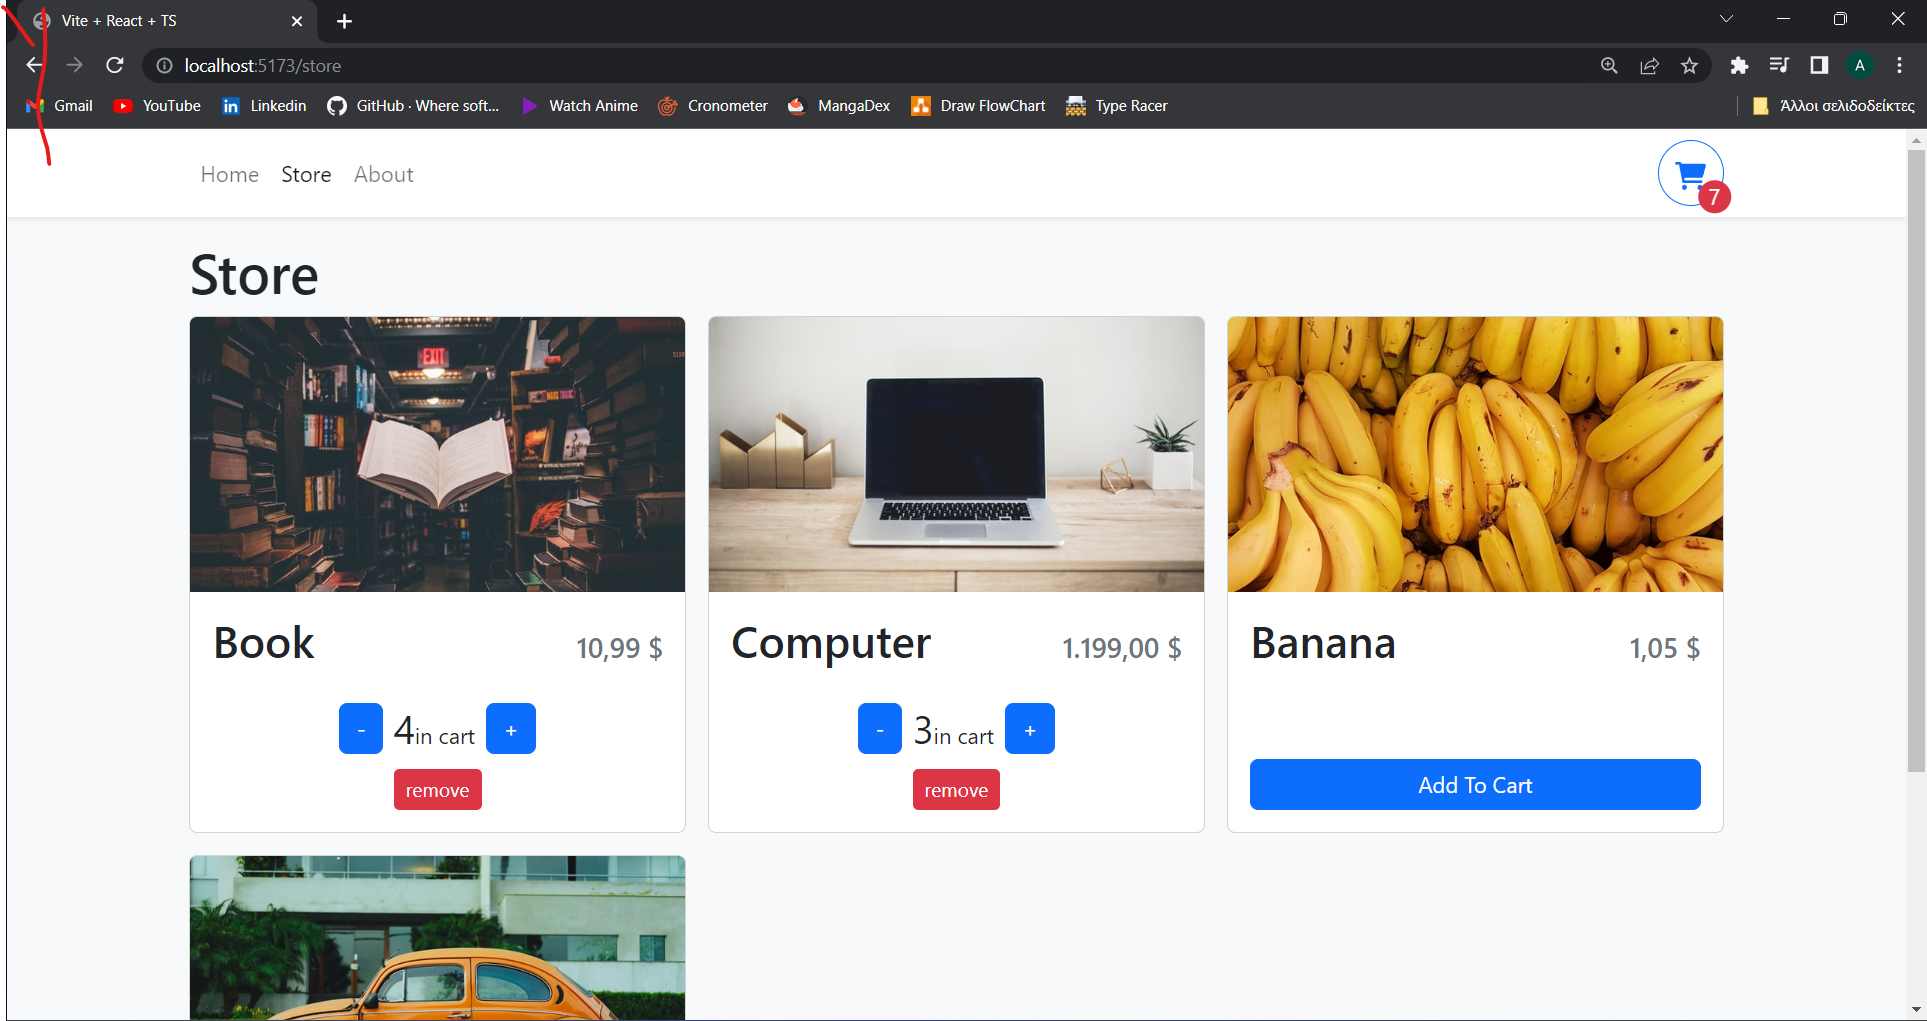 Vite + React + TS
localhost:5173/store
A
Gmail YouTube Linkedin GitHub · Where soft... Watch Anime Cronometer MangaDex Draw FlowChart Type Racer Άλλοι σελιδοδείκτες
Home Store About
7
Store
EXIT
Book 10,99 $
Computer 1.199,00 $
Banana 1,05 $
- 4in cart +
- 3in cart +
remove
remove
Add To Cart